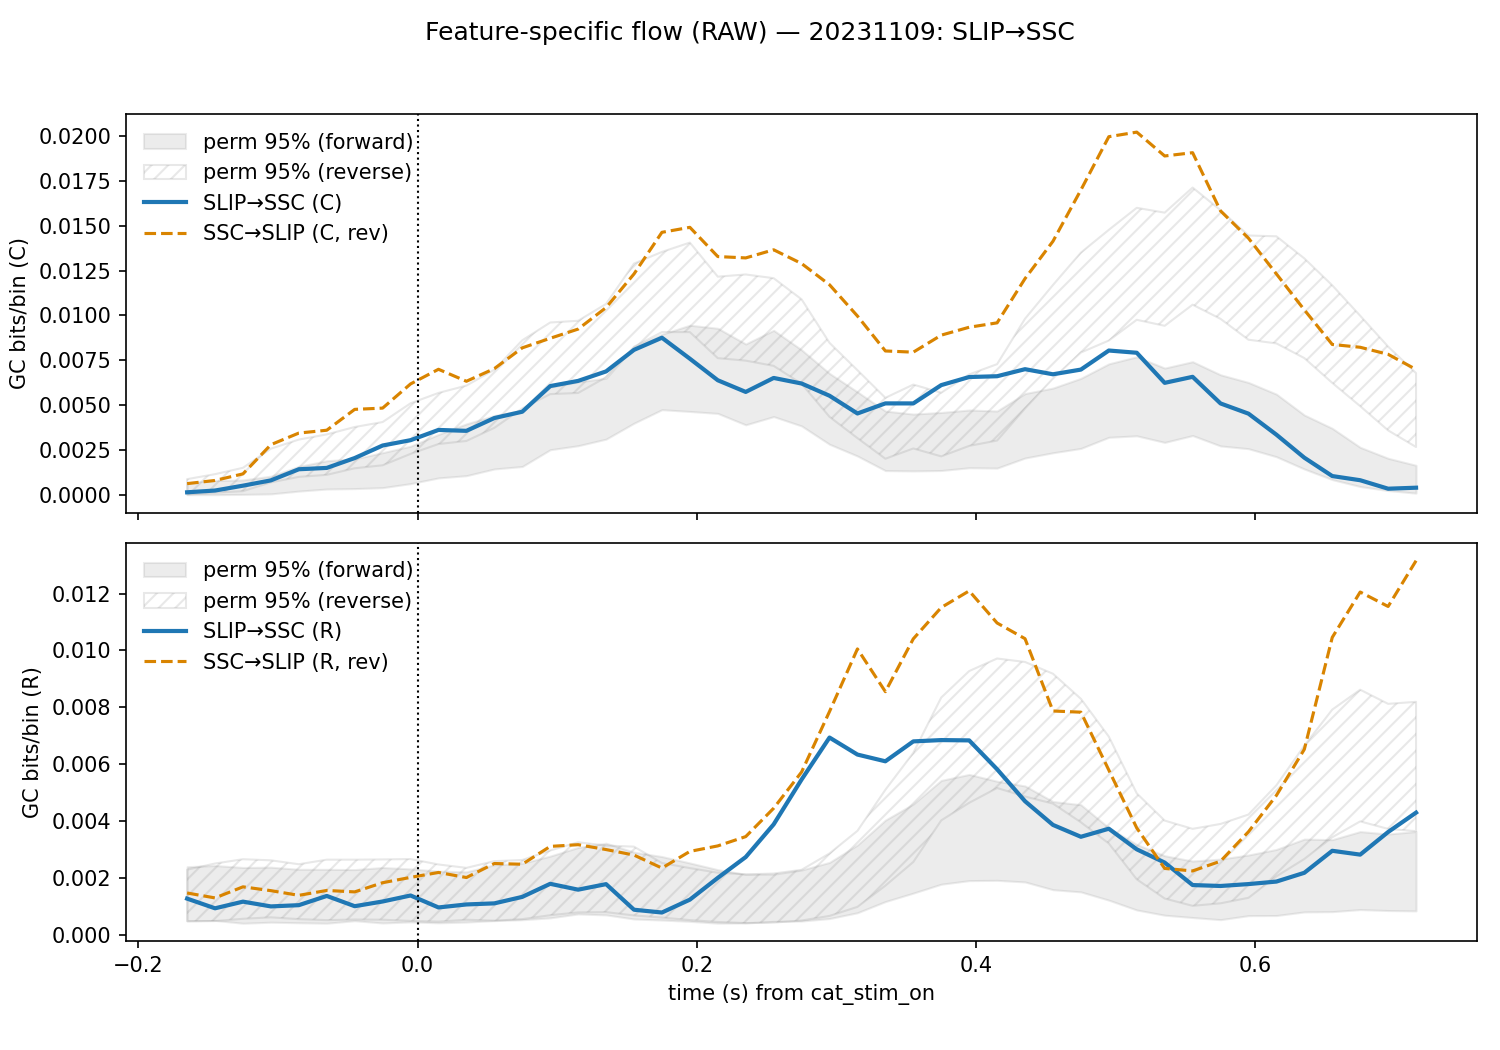 Feature-specific flow (RAW) — 20231109: SLIP→SSC
perm 95% (forward)
perm 95% (reverse)
SLIP→SSC (C)
SSC→SLIP (C, rev)
GC bits/bin (C)
0.0200
0.0175
0.0150
0.0125
0.0100
0.0075
0.0050
0.0025
0.0000
perm 95% (forward)
perm 95% (reverse)
SLIP→SSC (R)
SSC→SLIP (R, rev)
GC bits/bin (R)
0.012
0.010
0.008
0.006
0.004
0.002
0.000
−0.2 0.0 0.2 0.4 0.6
time (s) from cat_stim_on